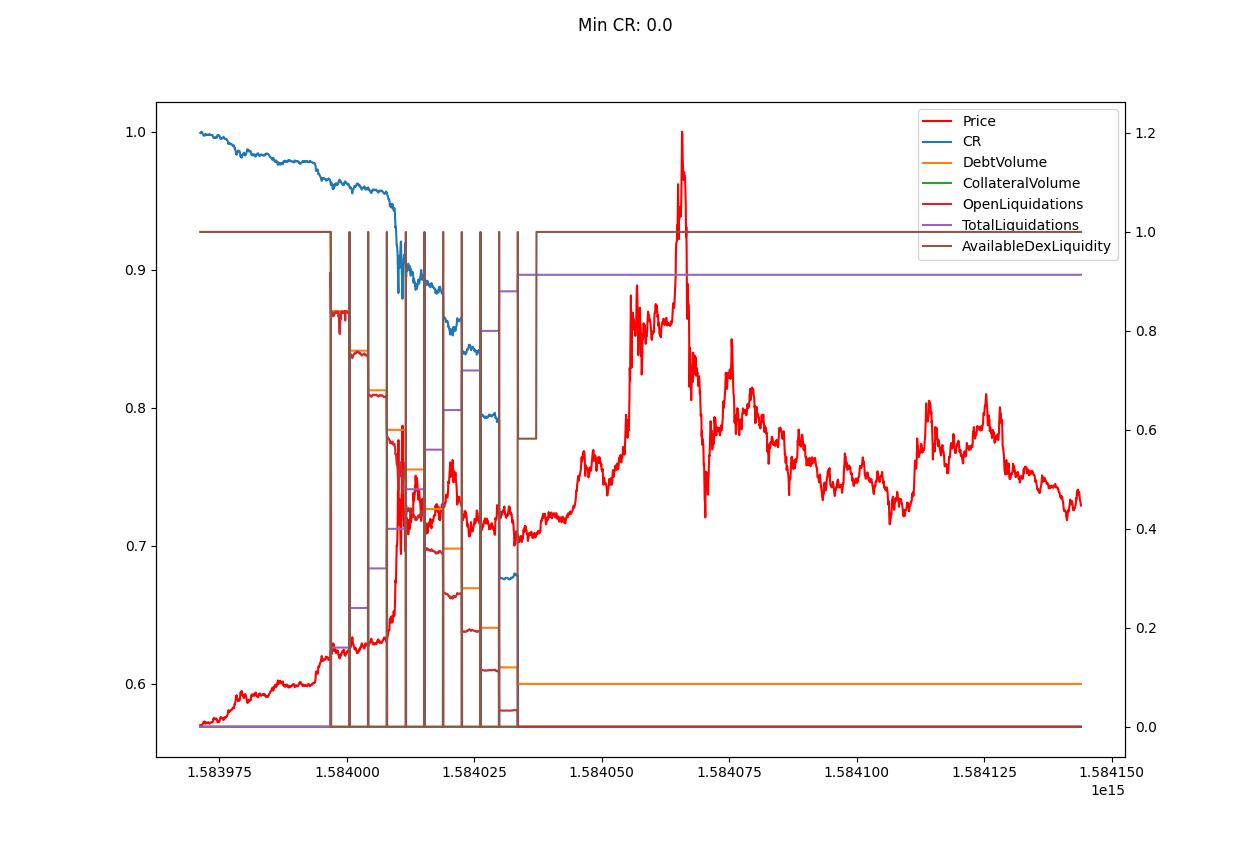 Min CR: 0.0
Price
CR
DebtVolume
CollateralVolume
OpenLiquidations
TotalLiquidations
AvailableDexLiquidity
1.0
0.9
0.8
0.7
0.6
1.2
1.0
0.8
0.6
0.4
0.2
0.0
1.583975 1.584000 1.584025 1.584050 1.584075 1.584100 1.584125 1.584150
1e15